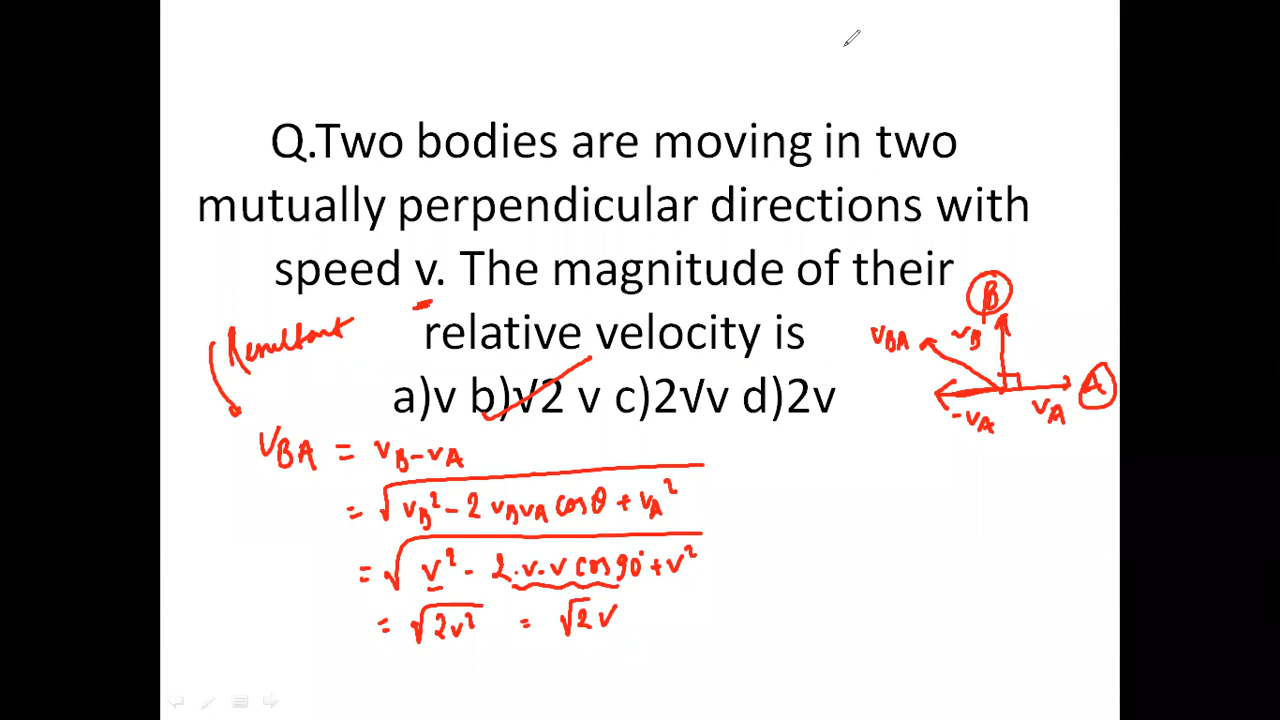 Q.Two bodies are moving in two
mutually perpendicular directions with
speed v. The magnitude of their
relative velocity is
a)v b)√2 v c)2√v d)2v
B
vB
vBA
A
vA
-vA
Resultant
vBA = vB-vA
= √vB² - 2 vBvA cosθ + vA²
= √v² - 2.v.v cos90° + v²
= √2v² = √2 v